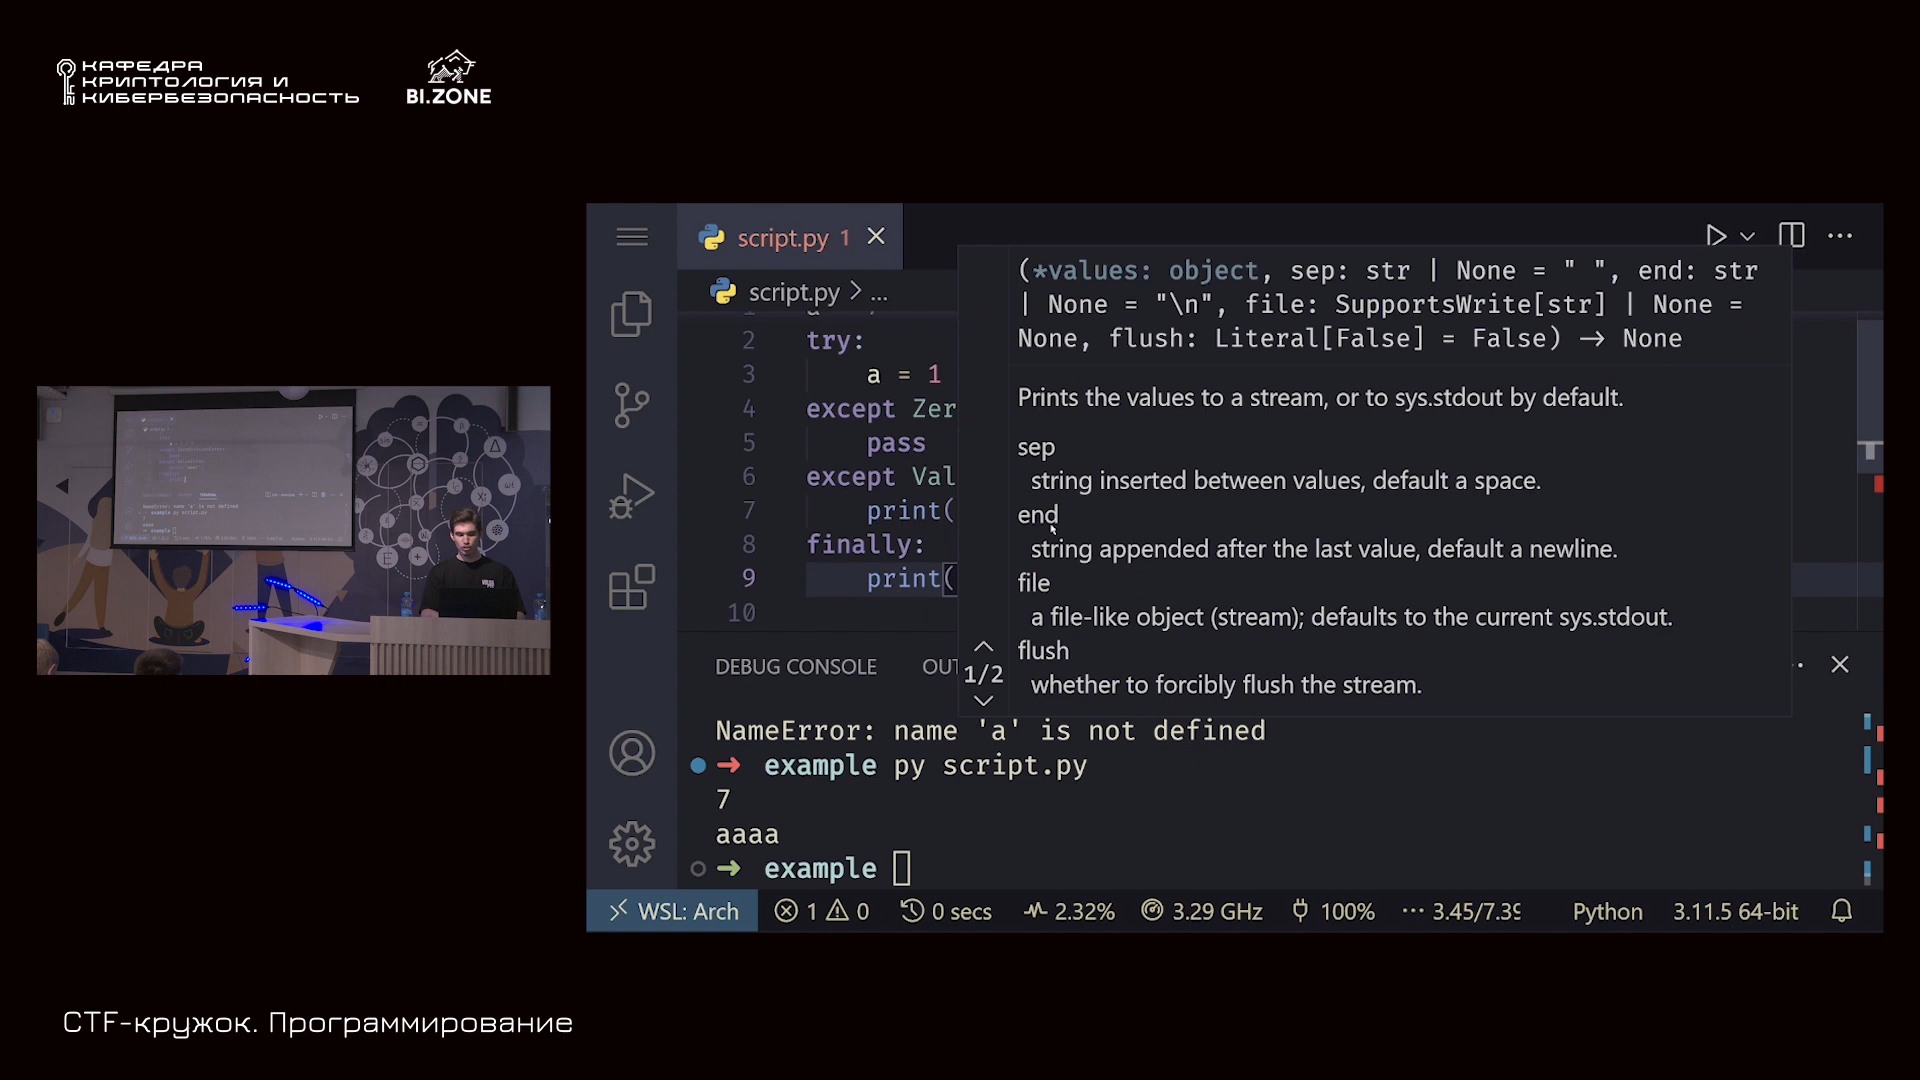 КАФЕДРА
КРИПТОЛОГИЯ И
КИБЕРБЕЗОПАСНОСТЬ
BI.ZONE
script.py 1
script.py > ...
2 try:
3 a = 1
4 except Zer
5 pass
6 except Val
7 print(
8 finally:
9 print(
10
(*values: object, sep: str | None = " ", end: str
| None = "\n", file: SupportsWrite[str] | None =
None, flush: Literal[False] = False) → None
Prints the values to a stream, or to sys.stdout by default.
sep
string inserted between values, default a space.
end
string appended after the last value, default a newline.
file
a file-like object (stream); defaults to the current sys.stdout.
flush
whether to forcibly flush the stream.
1/2
DEBUG CONSOLE OUT
NameError: name 'a' is not defined
➜ example py script.py
7
aaaa
➜ example
WSL: Arch 1 0 0 secs 2.32% 3.29 GHz 100% ··· 3.45/7.39 Python 3.11.5 64-bit
CTF-кружок. Программирование